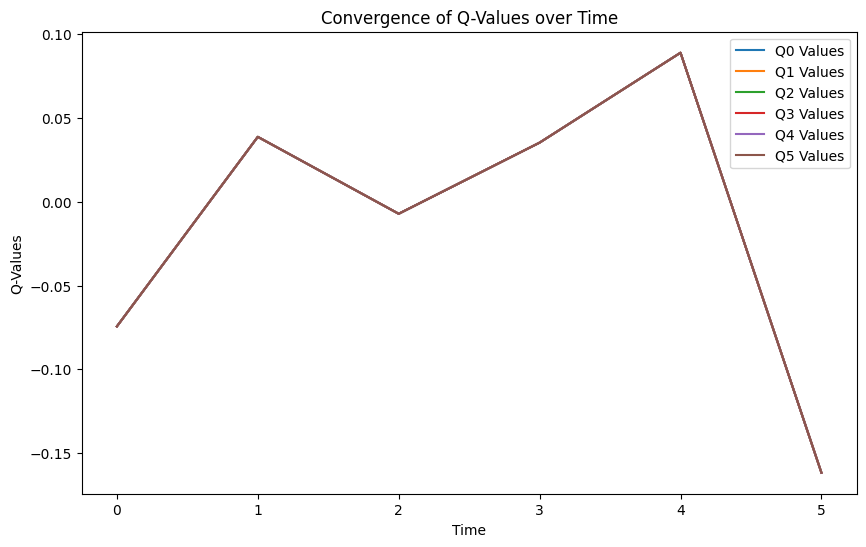 Convergence of Q-Values over Time
Q0 Values
Q1 Values
Q2 Values
Q3 Values
Q4 Values
Q5 Values
0.10
0.05
0.00
−0.05
−0.10
−0.15
Q-Values
0 1 2 3 4 5
Time